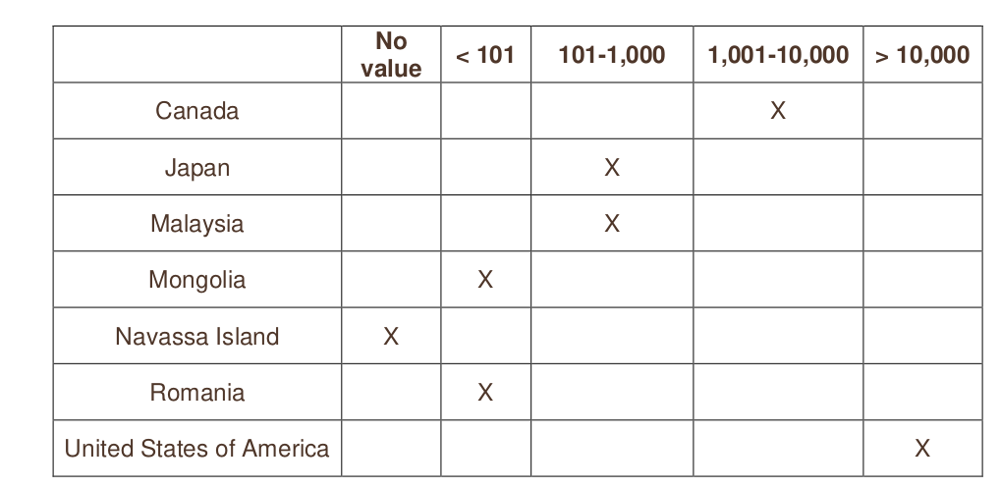 No value < 101 101-1,000 1,001-10,000 > 10,000
Canada X
Japan X
Malaysia X
Mongolia X
Navassa Island X
Romania X
United States of America X